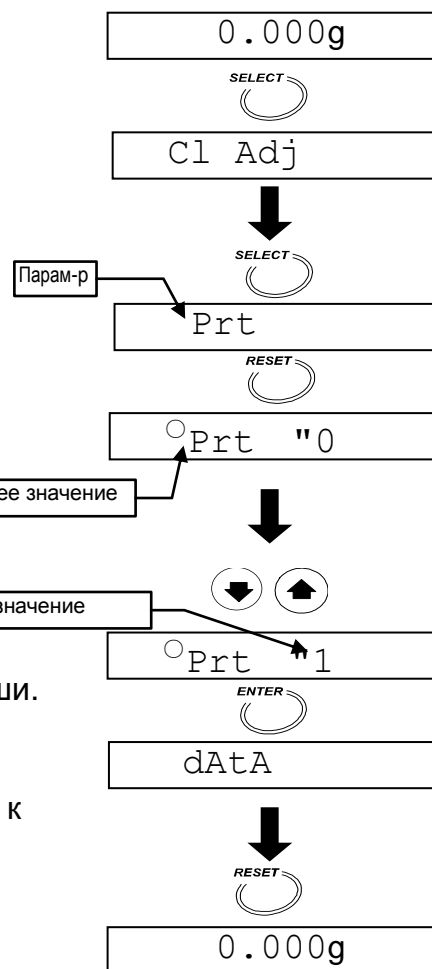 0.000g
SELECT
Cl Adj
SELECT
Парам-р
Prt
RESET
Prt "0
ее значение
значение
Prt "1
ши.
ENTER
dAtA
к
RESET
0.000g